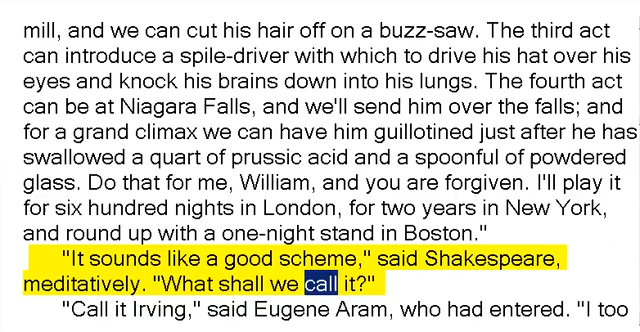 mill, and we can cut his hair off on a buzz-saw. The third act
can introduce a spile-driver with which to drive his hat over his
eyes and knock his brains down into his lungs. The fourth act
can be at Niagara Falls, and we'll send him over the falls; and
for a grand climax we can have him guillotined just after he has
swallowed a quart of prussic acid and a spoonful of powdered
glass. Do that for me, William, and you are forgiven. I'll play it
for six hundred nights in London, for two years in New York,
and round up with a one-night stand in Boston."
"It sounds like a good scheme," said Shakespeare,
meditatively. "What shall we call it?"
"Call it Irving," said Eugene Aram, who had entered. "I too